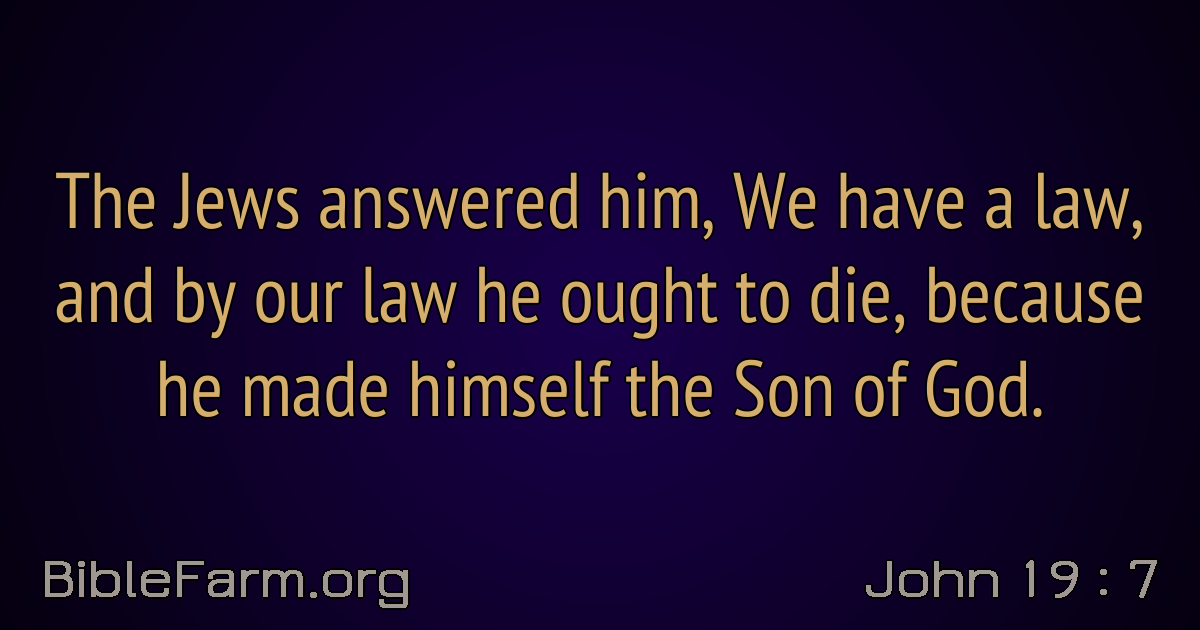 The Jews answered him, We have a law,
and by our law he ought to die, because
he made himself the Son of God.
BibleFarm.org
John 19 : 7